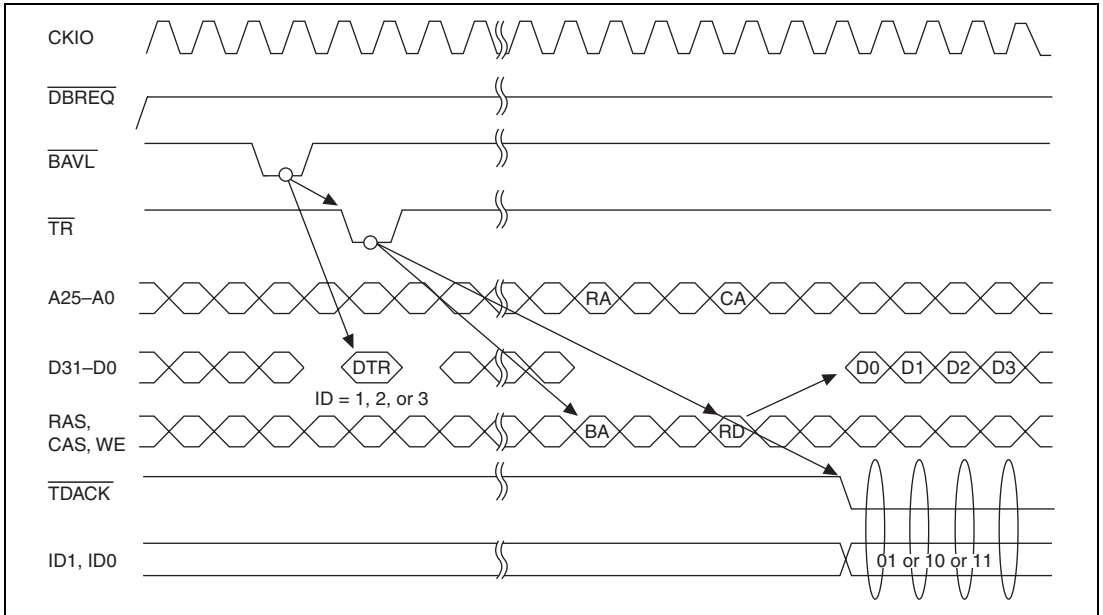 CKIO
DBREQ
BAVL
TR
A25–A0 RA CA
D31–D0 DTR D0 D1 D2 D3
ID = 1, 2, or 3
RAS,
CAS, WE BA RD
TDACK
ID1, ID0 01 or 10 or 11